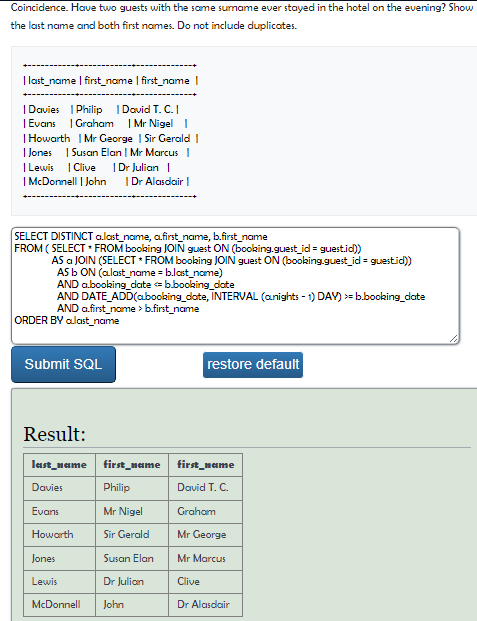 Coincidence. Have two guests with the same surname ever stayed in the hotel on the evening? Show
the last name and both first names. Do not include duplicates.
+-----------+------------+-------------+
| last_name | first_name | first_name |
+-----------+------------+-------------+
| Davies | Philip | David T. C. |
| Evans | Graham | Mr Nigel |
| Howarth | Mr George | Sir Gerald |
| Jones | Susan Elan | Mr Marcus |
| Lewis | Clive | Dr Julian |
| McDonnell | John | Dr Alasdair |
+-----------+------------+-------------+
SELECT DISTINCT a.last_name, a.first_name, b.first_name
FROM ( SELECT * FROM booking JOIN guest ON (booking.guest_id = guest.id))
AS a JOIN (SELECT * FROM booking JOIN guest ON (booking.guest_id = guest.id))
AS b ON (a.last_name = b.last_name)
AND a.booking_date <= b.booking_date
AND DATE_ADD(a.booking_date, INTERVAL (a.nights - 1) DAY) >= b.booking_date
AND a.first_name > b.first_name
ORDER BY a.last_name
Submit SQL restore default
Result:
last_name first_name first_name
Davies Philip David T. C.
Evans Mr Nigel Graham
Howarth Sir Gerald Mr George
Jones Susan Elan Mr Marcus
Lewis Dr Julian Clive
McDonnell John Dr Alasdair